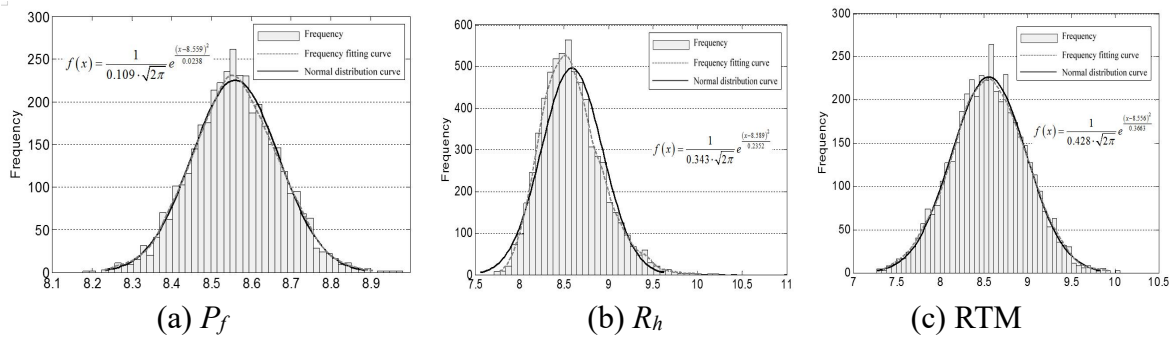 300
250
200
150
100
50
0
Frequency
f(x) = 1 / (0.109·√2π) e^((x-8.559)²/0.0238)
Frequency
Frequency fitting curve
Normal distribution curve
8.1 8.2 8.3 8.4 8.5 8.6 8.7 8.8 8.9
(a) Pf
600
500
400
300
200
100
0
Frequency
Frequency
Frequency fitting curve
Normal distribution curve
f(x) = 1 / (0.343·√2π) e^((x-8.589)²/0.2352)
7.5 8 8.5 9 9.5 10 10.5 11
(b) Rh
300
250
200
150
100
50
0
Frequency
Frequency
Frequency fitting curve
Normal distribution curve
f(x) = 1 / (0.428·√2π) e^((x-8.556)²/0.3663)
7 7.5 8 8.5 9 9.5 10 10.5
(c) RTM